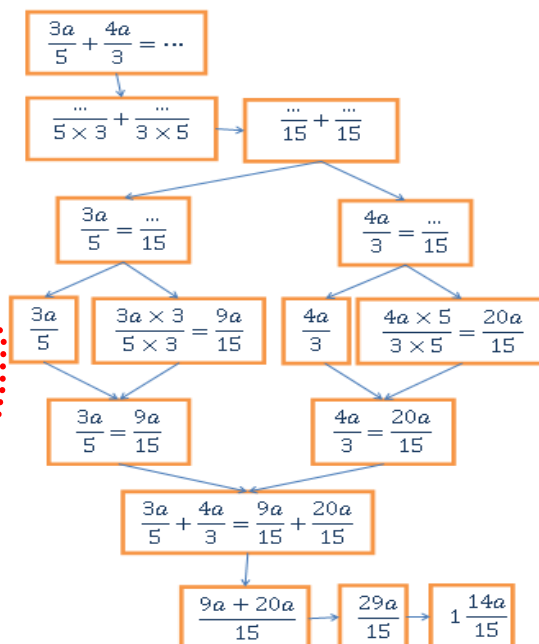 3a/5 + 4a/3 = ⋯
.../(5 × 3) + .../(3 × 5)
.../15 + .../15
3a/5 = .../15
4a/3 = .../15
3a/5
(3a × 3)/(5 × 3) = 9a/15
4a/3
(4a × 5)/(3 × 5) = 20a/15
3a/5 = 9a/15
4a/3 = 20a/15
3a/5 + 4a/3 = 9a/15 + 20a/15
(9a + 20a)/15
29a/15
1 14a/15